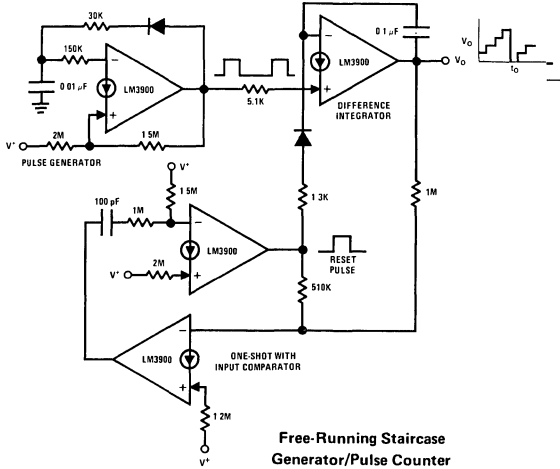 30K
150K
0 01 µF
LM3900
V+
2M
1 5M
PULSE GENERATOR
5.1K
LM3900
DIFFERENCE
INTEGRATOR
0 1 µF
VO
VO
tO
V+
1 5M
100 pF
1M
LM3900
V+
2M
1 3K
1M
RESET
PULSE
510K
LM3900
ONE-SHOT WITH
INPUT COMPARATOR
1 2M
V+
Free-Running Staircase
Generator/Pulse Counter